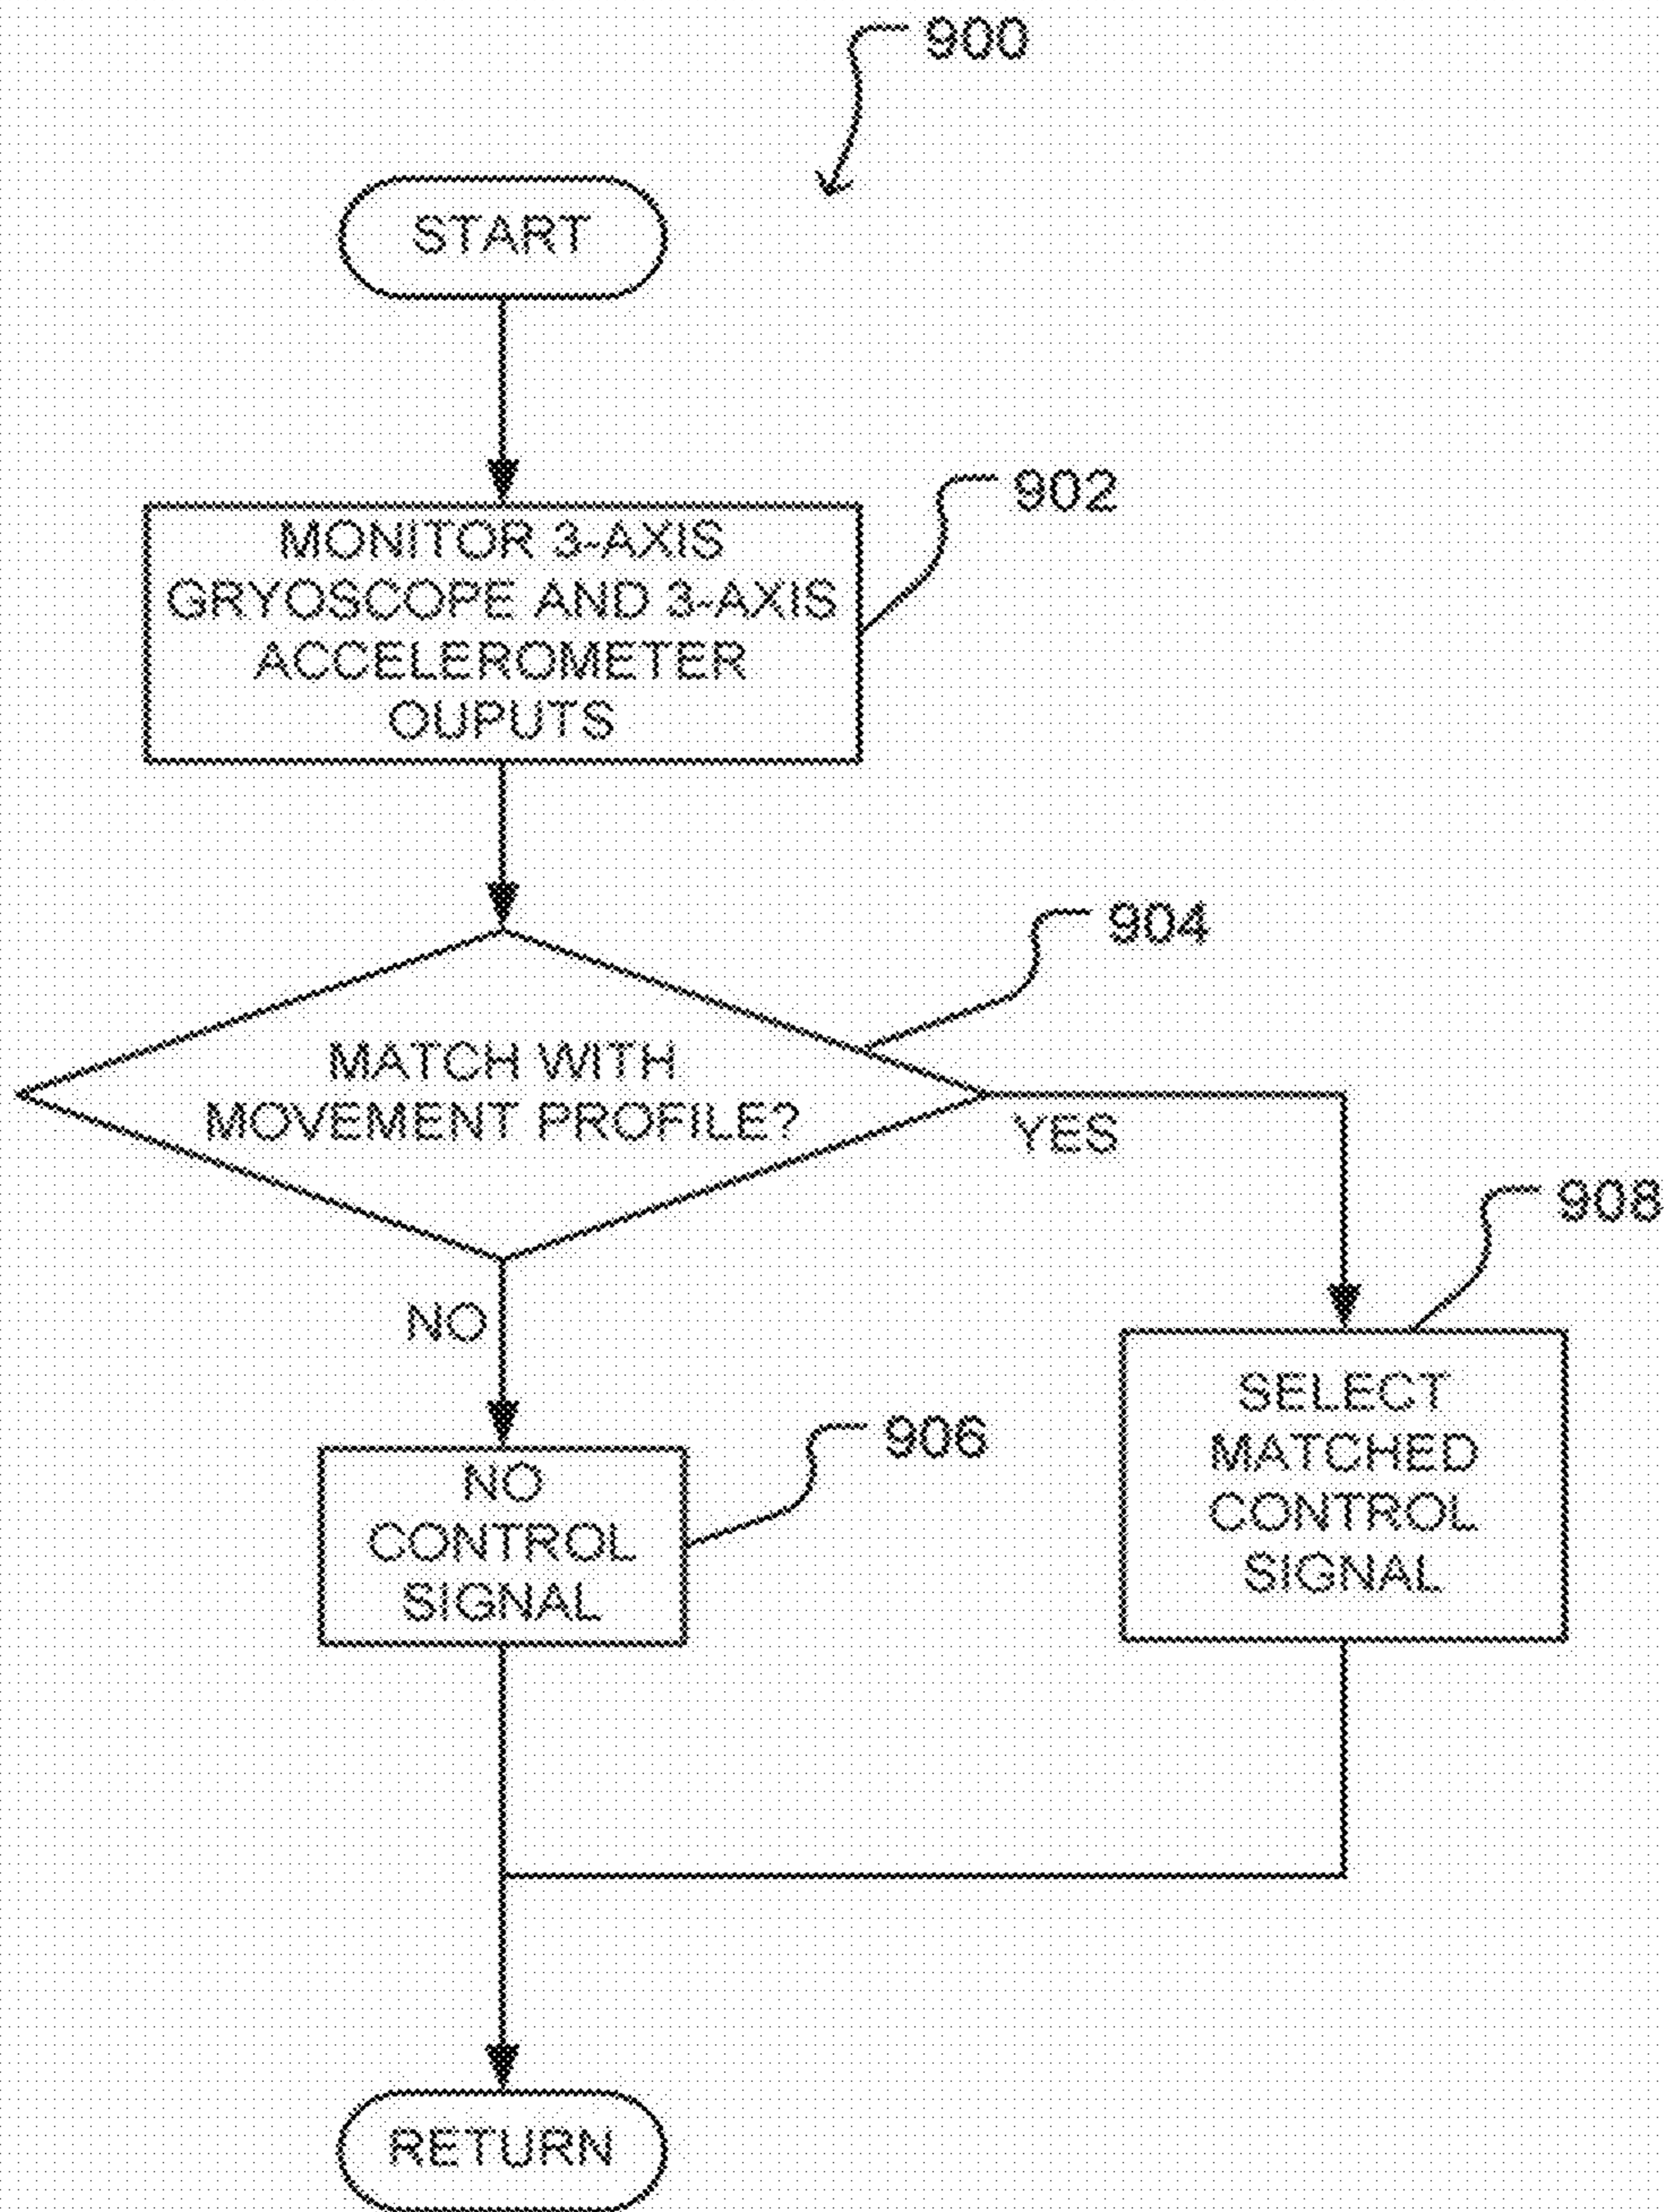 900
START
902
MONITOR 3-AXIS
GRYOSCOPE AND 3-AXIS
ACCELEROMETER
OUPUTS
904
MATCH WITH
MOVEMENT PROFILE?
YES
908
NO
SELECT
MATCHED
CONTROL
SIGNAL
906
NO
CONTROL
SIGNAL
RETURN